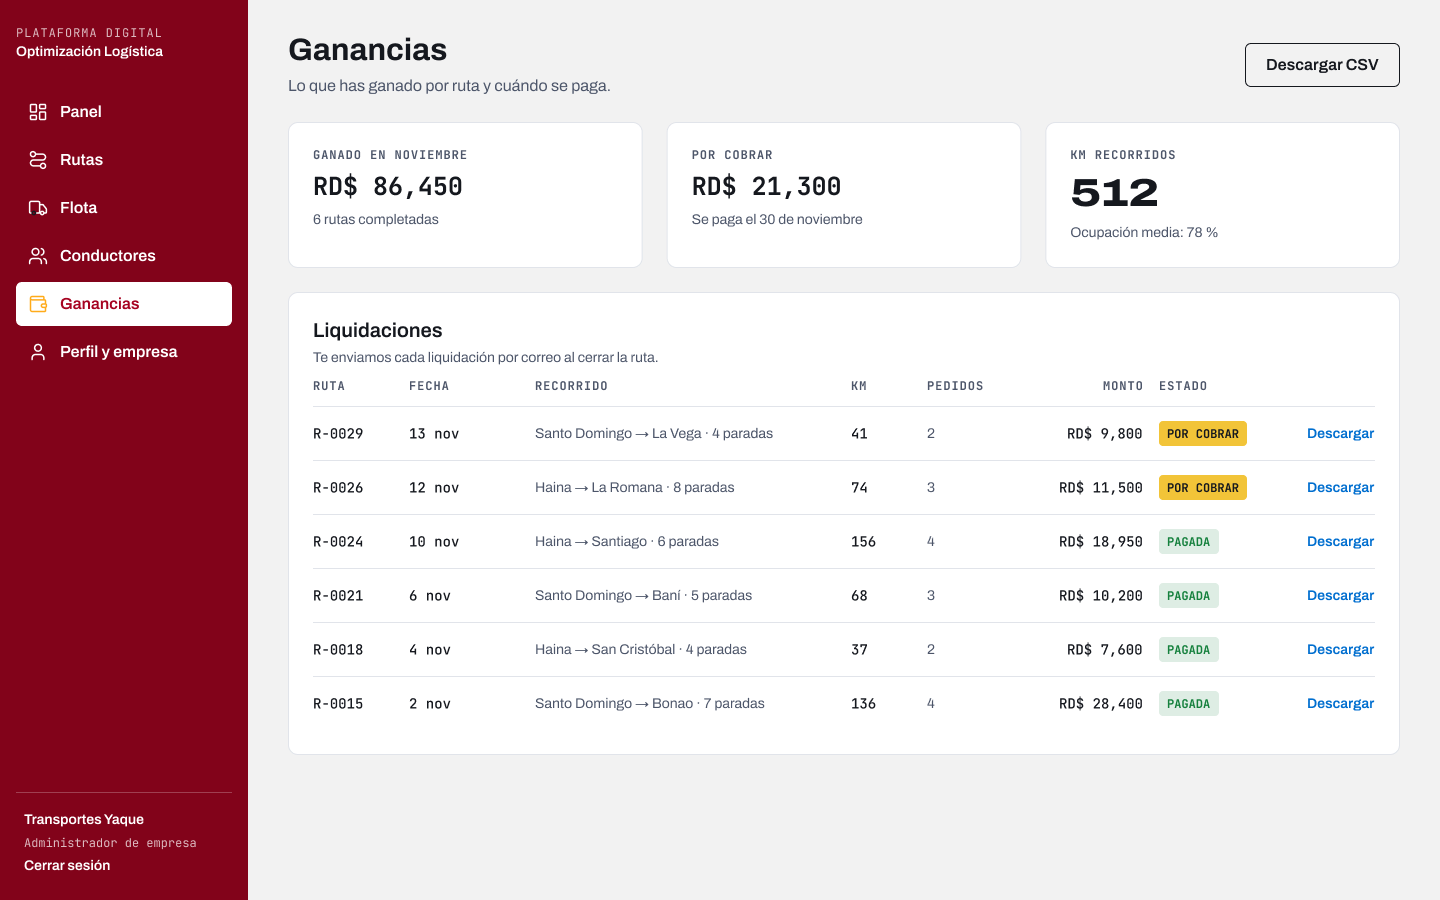 PLATAFORMA DIGITAL
Optimización Logística
Panel
Rutas
Flota
Conductores
Ganancias
Perfil y empresa
Transportes Yaque
Administrador de empresa
Cerrar sesión
Ganancias
Lo que has ganado por ruta y cuándo se paga.
Descargar CSV
GANADO EN NOVIEMBRE
RD$ 86,450
6 rutas completadas
POR COBRAR
RD$ 21,300
Se paga el 30 de noviembre
KM RECORRIDOS
512
Ocupación media: 78 %
Liquidaciones
Te enviamos cada liquidación por correo al cerrar la ruta.
RUTA FECHA RECORRIDO KM PEDIDOS MONTO ESTADO
R-0029 13 nov Santo Domingo → La Vega · 4 paradas 41 2 RD$ 9,800 POR COBRAR Descargar
R-0026 12 nov Haina → La Romana · 8 paradas 74 3 RD$ 11,500 POR COBRAR Descargar
R-0024 10 nov Haina → Santiago · 6 paradas 156 4 RD$ 18,950 PAGADA Descargar
R-0021 6 nov Santo Domingo → Baní · 5 paradas 68 3 RD$ 10,200 PAGADA Descargar
R-0018 4 nov Haina → San Cristóbal · 4 paradas 37 2 RD$ 7,600 PAGADA Descargar
R-0015 2 nov Santo Domingo → Bonao · 7 paradas 136 4 RD$ 28,400 PAGADA Descargar